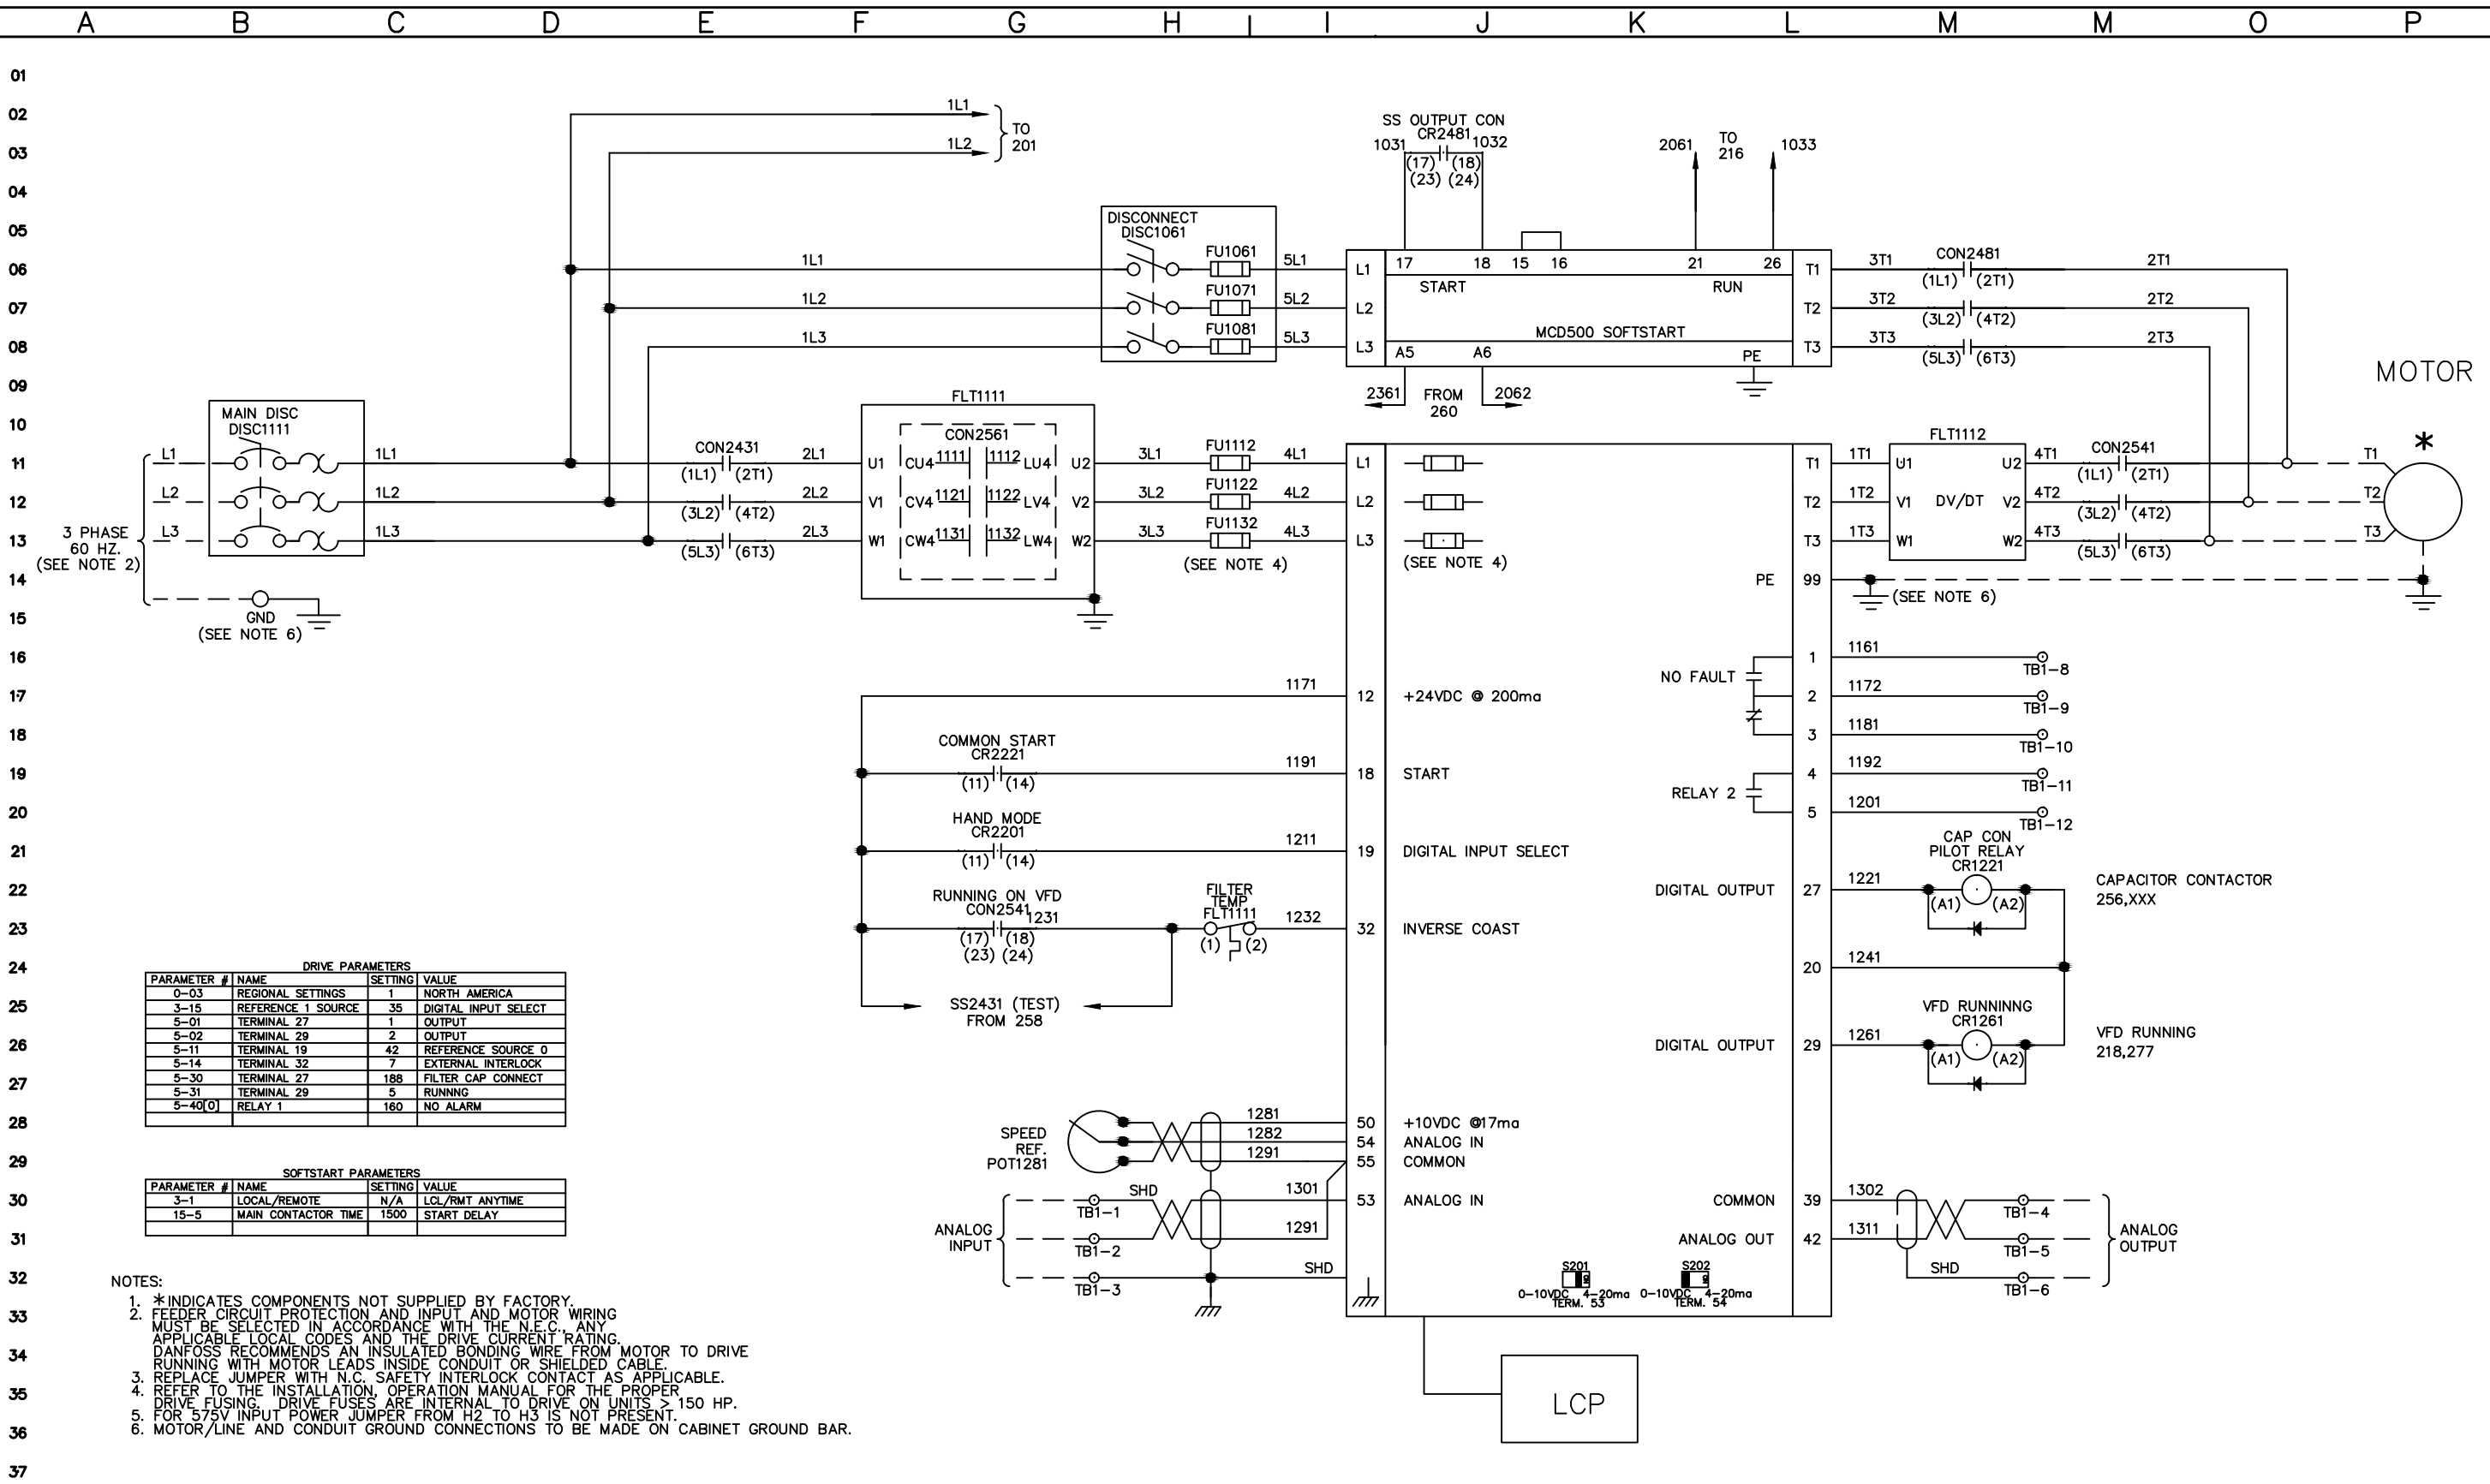 A B C D E F G H I J K L M M O P
01
02
03
04
05
06
07
08
09
10
11
12
13
14
15
16
17
18
19
20
21
22
23
24
25
26
27
28
29
30
31
32
33
34
35
36
37
1L1
1L2
TO
201
SS OUTPUT CON
CR2481
1031 1032
(17) (18)
(23) (24)
2061 TO
216 1033
DISCONNECT
DISC1061
1L1 FU1061 5L1
1L2 FU1071 5L2
1L3 FU1081 5L3
L1 17 18 15 16 21 26 T1
START RUN
L2 T2
MCD500 SOFTSTART
L3 A5 A6 PE T3
2361 FROM
260 2062
3T1 CON2481 2T1
(1L1) (2T1)
3T2 2T2
(3L2) (4T2)
3T3 2T3
(5L3) (6T3)
MOTOR
*
MAIN DISC
DISC1111
3 PHASE
60 HZ.
(SEE NOTE 2)
L1 1L1
L2 1L2
L3 1L3
GND
(SEE NOTE 6)
CON2431
(1L1) (2T1) 2L1
(3L2) (4T2) 2L2
(5L3) (6T3) 2L3
FLT1111
CON2561
U1 CU4 1111 1112 LU4 U2
V1 CV4 1121 1122 LV4 V2
W1 CW4 1131 1132 LW4 W2
3L1 FU1112 4L1
3L2 FU1122 4L2
3L3 FU1132 4L3
(SEE NOTE 4)
L1
L2
L3
(SEE NOTE 4)
T1 1T1
T2 1T2
T3 1T3
PE 99
(SEE NOTE 6)
FLT1112
U1 U2
V1 DV/DT V2
W1 W2
4T1 CON2541
(1L1) (2T1)
4T2
(3L2) (4T2)
4T3
(5L3) (6T3)
T1
T2
T3
1171 12 +24VDC @ 200ma
COMMON START
CR2221
(11) (14)
1191 18 START
HAND MODE
CR2201
(11) (14)
1211 19 DIGITAL INPUT SELECT
RUNNING ON VFD
CON2541
1231
(17) (18)
(23) (24)
FILTER
TEMP
FLT1111
(1) (2)
1232 32 INVERSE COAST
SS2431 (TEST)
FROM 258
NO FAULT
1 1161 TB1-8
2 1172 TB1-9
3 1181 TB1-10
RELAY 2
4 1192 TB1-11
5 1201 TB1-12
CAP CON
PILOT RELAY
CR1221
DIGITAL OUTPUT 27 1221
(A1) (A2)
CAPACITOR CONTACTOR
256,XXX
20 1241
VFD RUNNINNG
CR1261
DIGITAL OUTPUT 29 1261
(A1) (A2)
VFD RUNNING
218,277
SPEED
REF.
POT1281
1281 50 +10VDC @17ma
1282 54 ANALOG IN
1291 55 COMMON
ANALOG
INPUT
TB1-1 SHD 1301 53 ANALOG IN
TB1-2 1291
TB1-3 SHD
COMMON 39 1302 TB1-4
ANALOG OUT 42 1311 TB1-5
SHD TB1-6
ANALOG
OUTPUT
S201
0-10VDC 4-20ma
TERM. 53
S202
0-10VDC 4-20ma
TERM. 54
LCP
DRIVE PARAMETERS
PARAMETER # NAME SETTING VALUE
0-03 REGIONAL SETTINGS 1 NORTH AMERICA
3-15 REFERENCE 1 SOURCE 35 DIGITAL INPUT SELECT
5-01 TERMINAL 27 1 OUTPUT
5-02 TERMINAL 29 2 OUTPUT
5-11 TERMINAL 19 42 REFERENCE SOURCE 0
5-14 TERMINAL 32 7 EXTERNAL INTERLOCK
5-30 TERMINAL 27 188 FILTER CAP CONNECT
5-31 TERMINAL 29 5 RUNNNG
5-40[0] RELAY 1 160 NO ALARM
SOFTSTART PARAMETERS
PARAMETER # NAME SETTING VALUE
3-1 LOCAL/REMOTE N/A LCL/RMT ANYTIME
15-5 MAIN CONTACTOR TIME 1500 START DELAY
NOTES:
1. *INDICATES COMPONENTS NOT SUPPLIED BY FACTORY.
2. FEEDER CIRCUIT PROTECTION AND INPUT AND MOTOR WIRING
MUST BE SELECTED IN ACCORDANCE WITH THE N.E.C., ANY
APPLICABLE LOCAL CODES AND THE DRIVE CURRENT RATING.
DANFOSS RECOMMENDS AN INSULATED BONDING WIRE FROM MOTOR TO DRIVE
RUNNING WITH MOTOR LEADS INSIDE CONDUIT OR SHIELDED CABLE.
3. REPLACE JUMPER WITH N.C. SAFETY INTERLOCK CONTACT AS APPLICABLE.
4. REFER TO THE INSTALLATION, OPERATION MANUAL FOR THE PROPER
DRIVE FUSING. DRIVE FUSES ARE INTERNAL TO DRIVE ON UNITS > 150 HP.
5. FOR 575V INPUT POWER JUMPER FROM H2 TO H3 IS NOT PRESENT.
6. MOTOR/LINE AND CONDUIT GROUND CONNECTIONS TO BE MADE ON CABINET GROUND BAR.